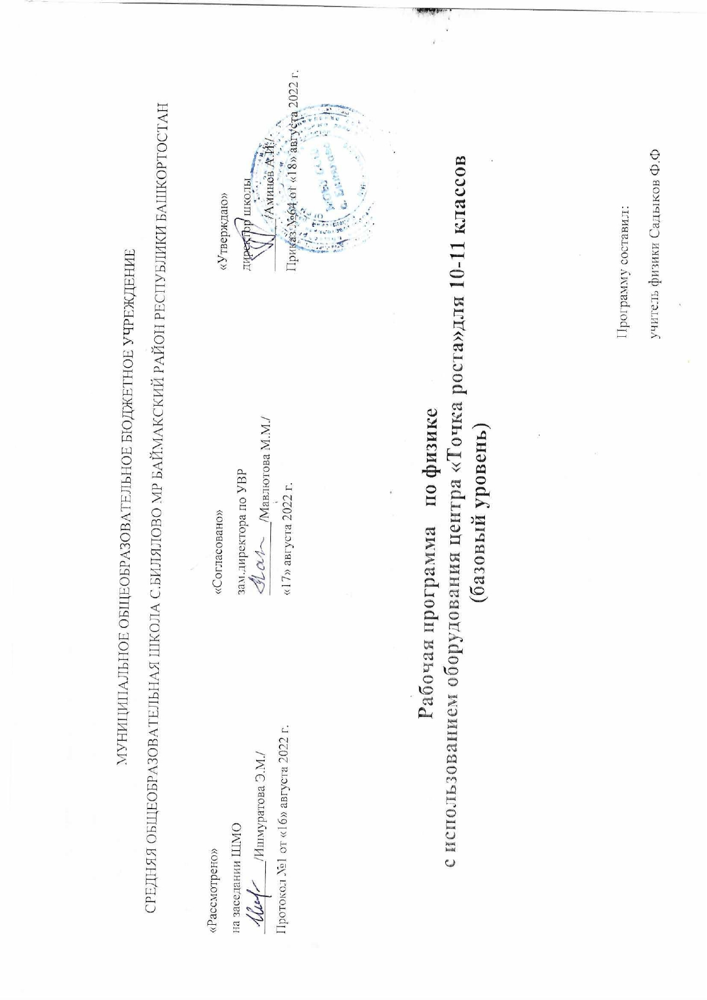 МУНИЦИПАЛЬНОЕ ОБЩЕОБРАЗОВАТЕЛЬНОЕ БЮДЖЕТНОЕ УЧРЕЖДЕНИЕ
СРЕДНЯЯ ОБЩЕОБРАЗОВАТЕЛЬНАЯ ШКОЛА С.БИЛЯЛОВО МР БАЙМАКСКИЙ РАЙОН РЕСПУБЛИКИ БАШКОРТОСТАН
«Рассмотрено»
на заседании ШМО
/Ишмуратова Э.М./
Протокол №1 от «16» августа 2022 г.
«Согласовано»
зам.директора по УВР
/Мавлютова М.М./
«17» августа 2022 г.
«Утверждаю»
директор школы
/Аминев А.И./
Приказ №64 от «18» августа 2022 г.
Рабочая программа по физике
с использованием оборудования центра «Точка роста»для 10-11 классов
(базовый уровень)
Программу составил:
учитель физики Садыков Ф.Ф